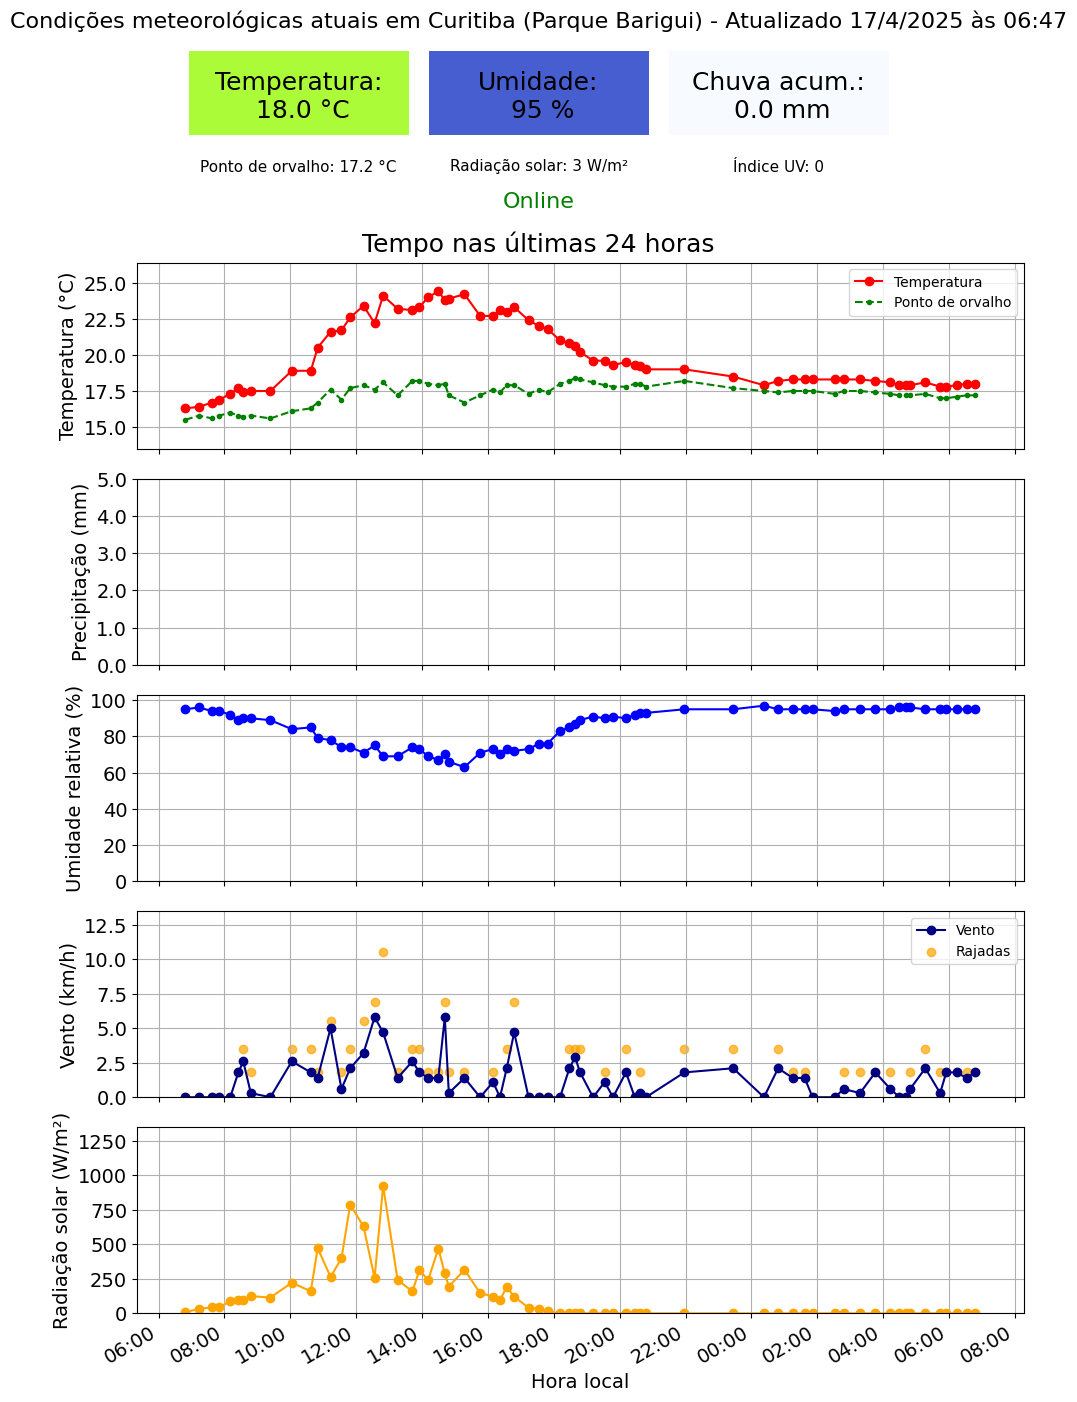 Condições meteorológicas atuais em Curitiba (Parque Barigui) - Atualizado 17/4/2025 às 06:47
Temperatura:
18.0 °C
Umidade:
95 %
Chuva acum.:
0.0 mm
Ponto de orvalho: 17.2 °C
Radiação solar: 3 W/m²
Índice UV: 0
Online
Tempo nas últimas 24 horas
Temperatura (°C)
25.0
22.5
20.0
17.5
15.0
Temperatura
Ponto de orvalho
Precipitação (mm)
5.0
4.0
3.0
2.0
1.0
0.0
Umidade relativa (%)
100
80
60
40
20
0
Vento (km/h)
12.5
10.0
7.5
5.0
2.5
0.0
Vento
Rajadas
Radiação solar (W/m²)
1250
1000
750
500
250
0
06:00
08:00
10:00
12:00
14:00
16:00
18:00
20:00
22:00
00:00
02:00
04:00
06:00
08:00
Hora local